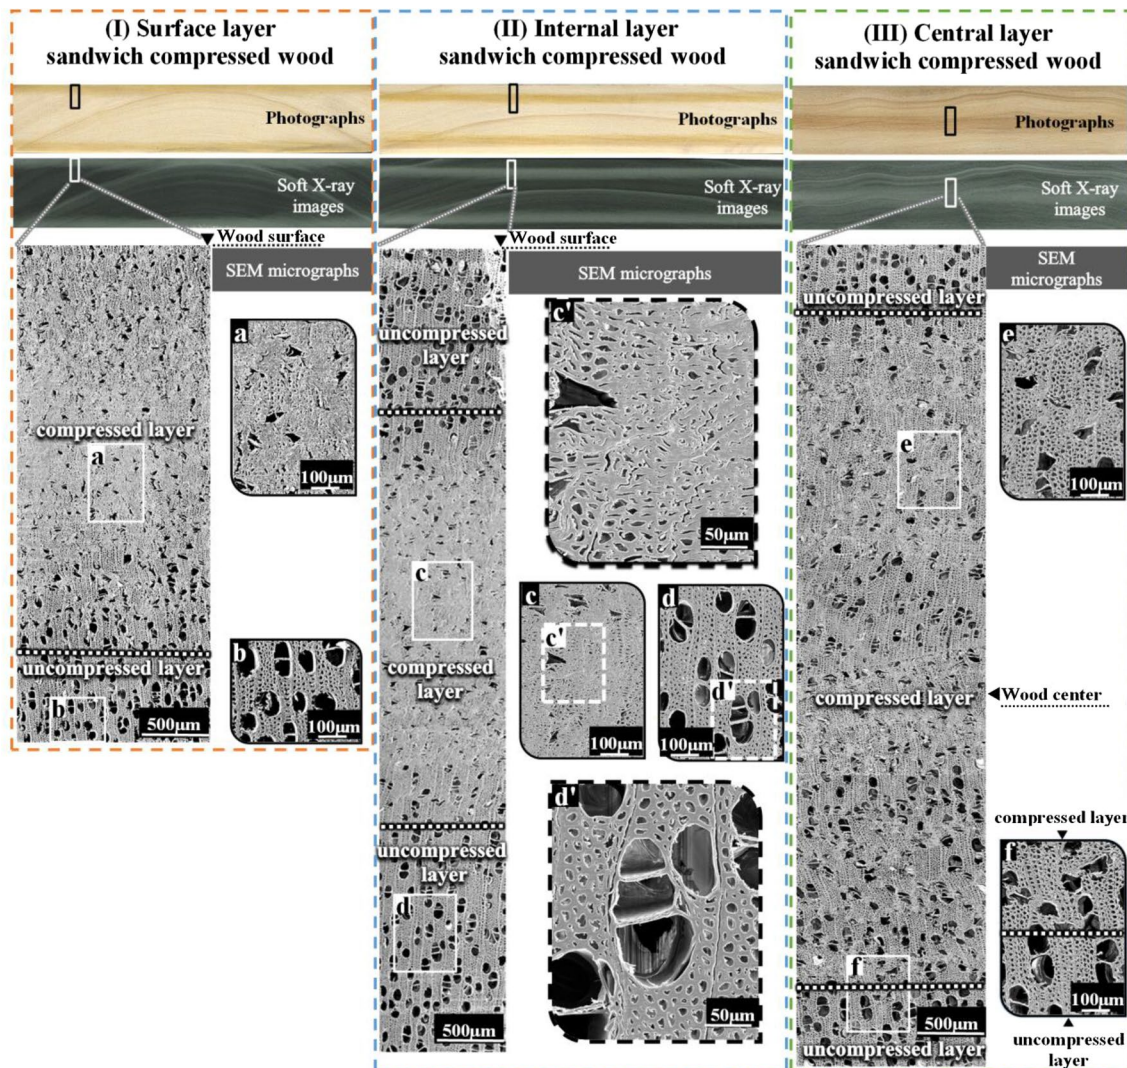 (I) Surface layer
sandwich compressed wood
Photographs
Soft X-ray
images
Wood surface
SEM micrographs
a
100μm
compressed layer
a
uncompressed layer
b
500μm
b
100μm
(II) Internal layer
sandwich compressed wood
Photographs
Soft X-ray
images
Wood surface
SEM micrographs
uncompressed
layer
c'
50μm
c
compressed
layer
c
c'
100μm
d
d'
100μm
uncompressed
layer
d
500μm
d'
50μm
(III) Central layer
sandwich compressed wood
Photographs
Soft X-ray
images
SEM
micrographs
uncompressed layer
e
100μm
e
compressed layer
Wood center
compressed layer
f
100μm
uncompressed
layer
f
500μm
uncompressed layer